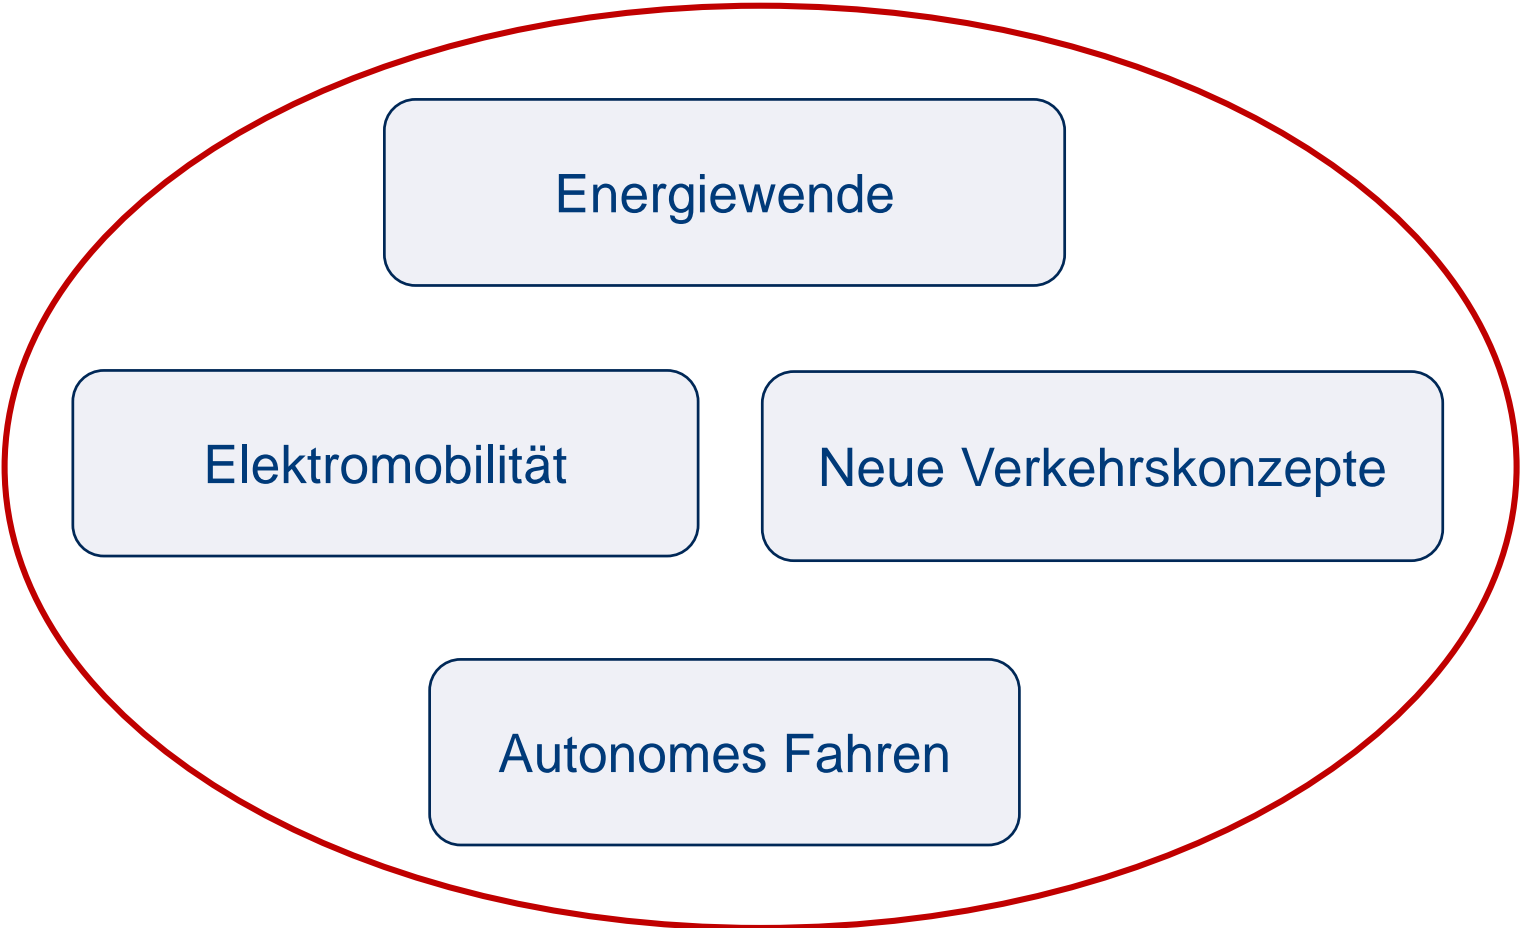 Energiewende
Elektromobilität
Neue Verkehrskonzepte
Autonomes Fahren